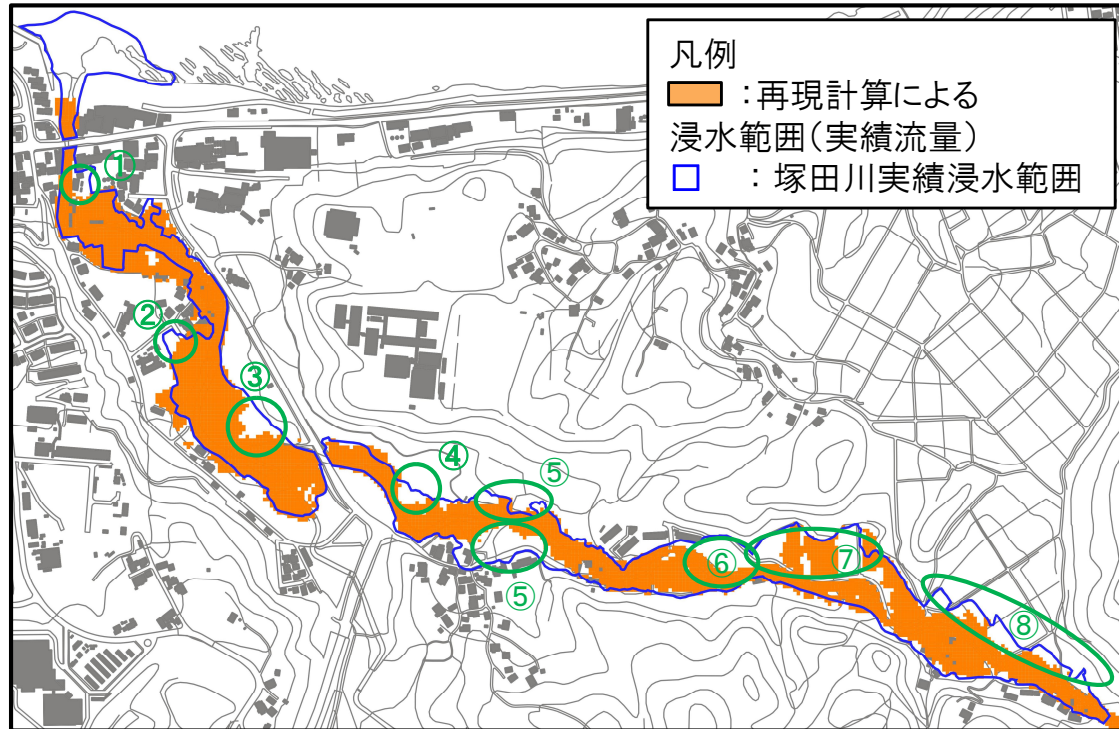 凡例
：再現計算による
浸水範囲（実績流量）
：塚田川実績浸水範囲
①
②
③
④
⑤
⑤
⑥
⑦
⑧